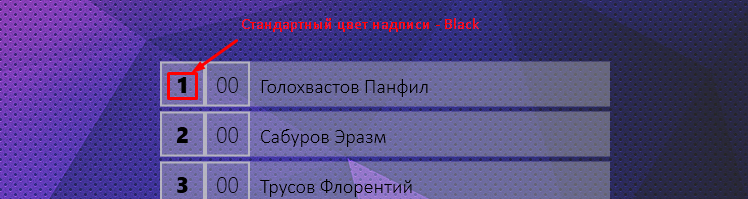 Стандартный цвет надписи - Black
1 00 Голохвастов Панфил
2 00 Сабуров Эразм
3 00 Трусов Флорентий